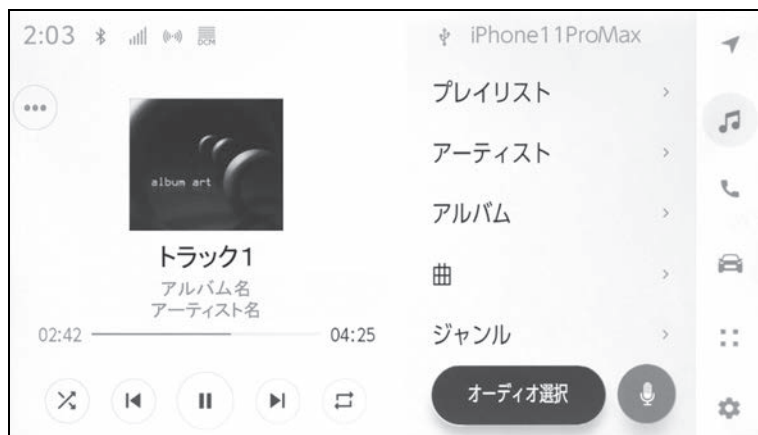 2:03
DCM
album art
トラック1
アルバム名
アーティスト名
02:42
04:25
iPhone11ProMax
プレイリスト
アーティスト
アルバム
曲
ジャンル
オーディオ選択